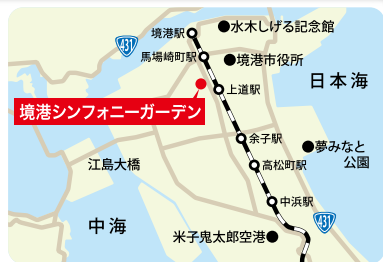 431
境港駅
水木しげる記念館
馬場崎町駅
境港市役所
日本海
上道駅
境港シンフォニーガーデン
余子駅
夢みなと
公園
江島大橋
高松町駅
中浜駅
中海
431
米子鬼太郎空港